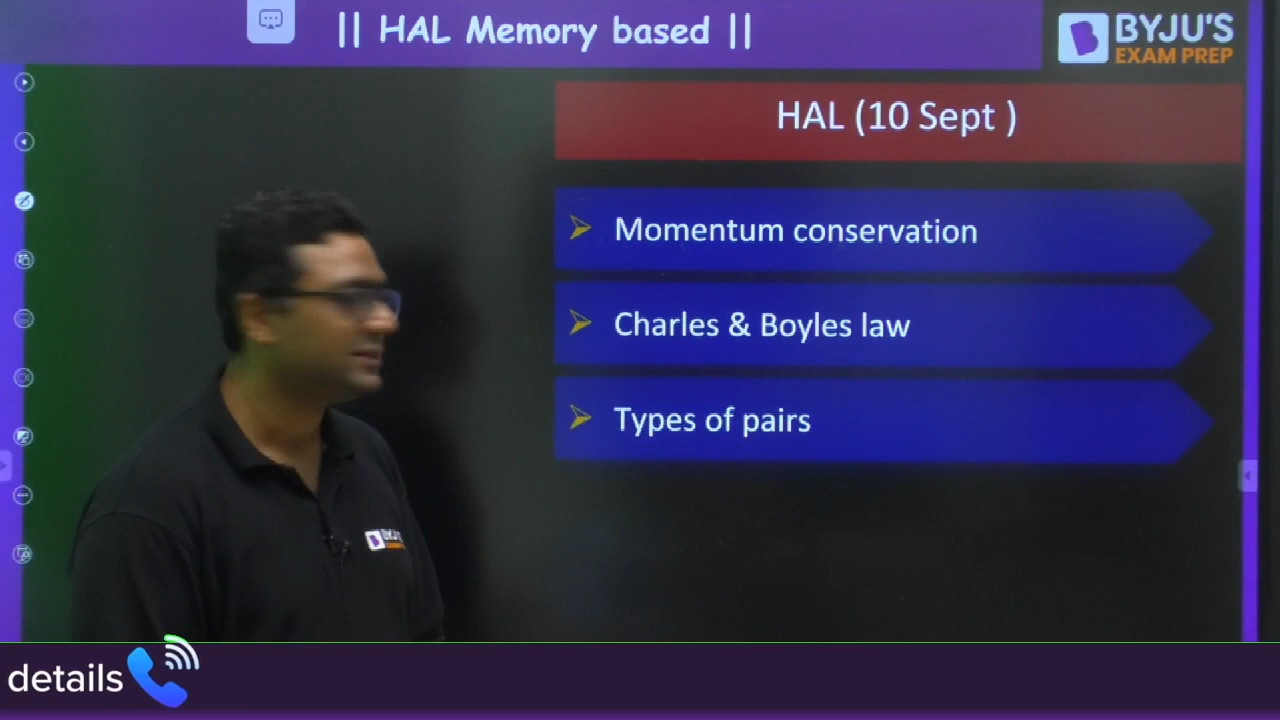 || HAL Memory based ||
BYJU'S
EXAM PREP
HAL (10 Sept )
➢ Momentum conservation
➢ Charles & Boyles law
➢ Types of pairs
details